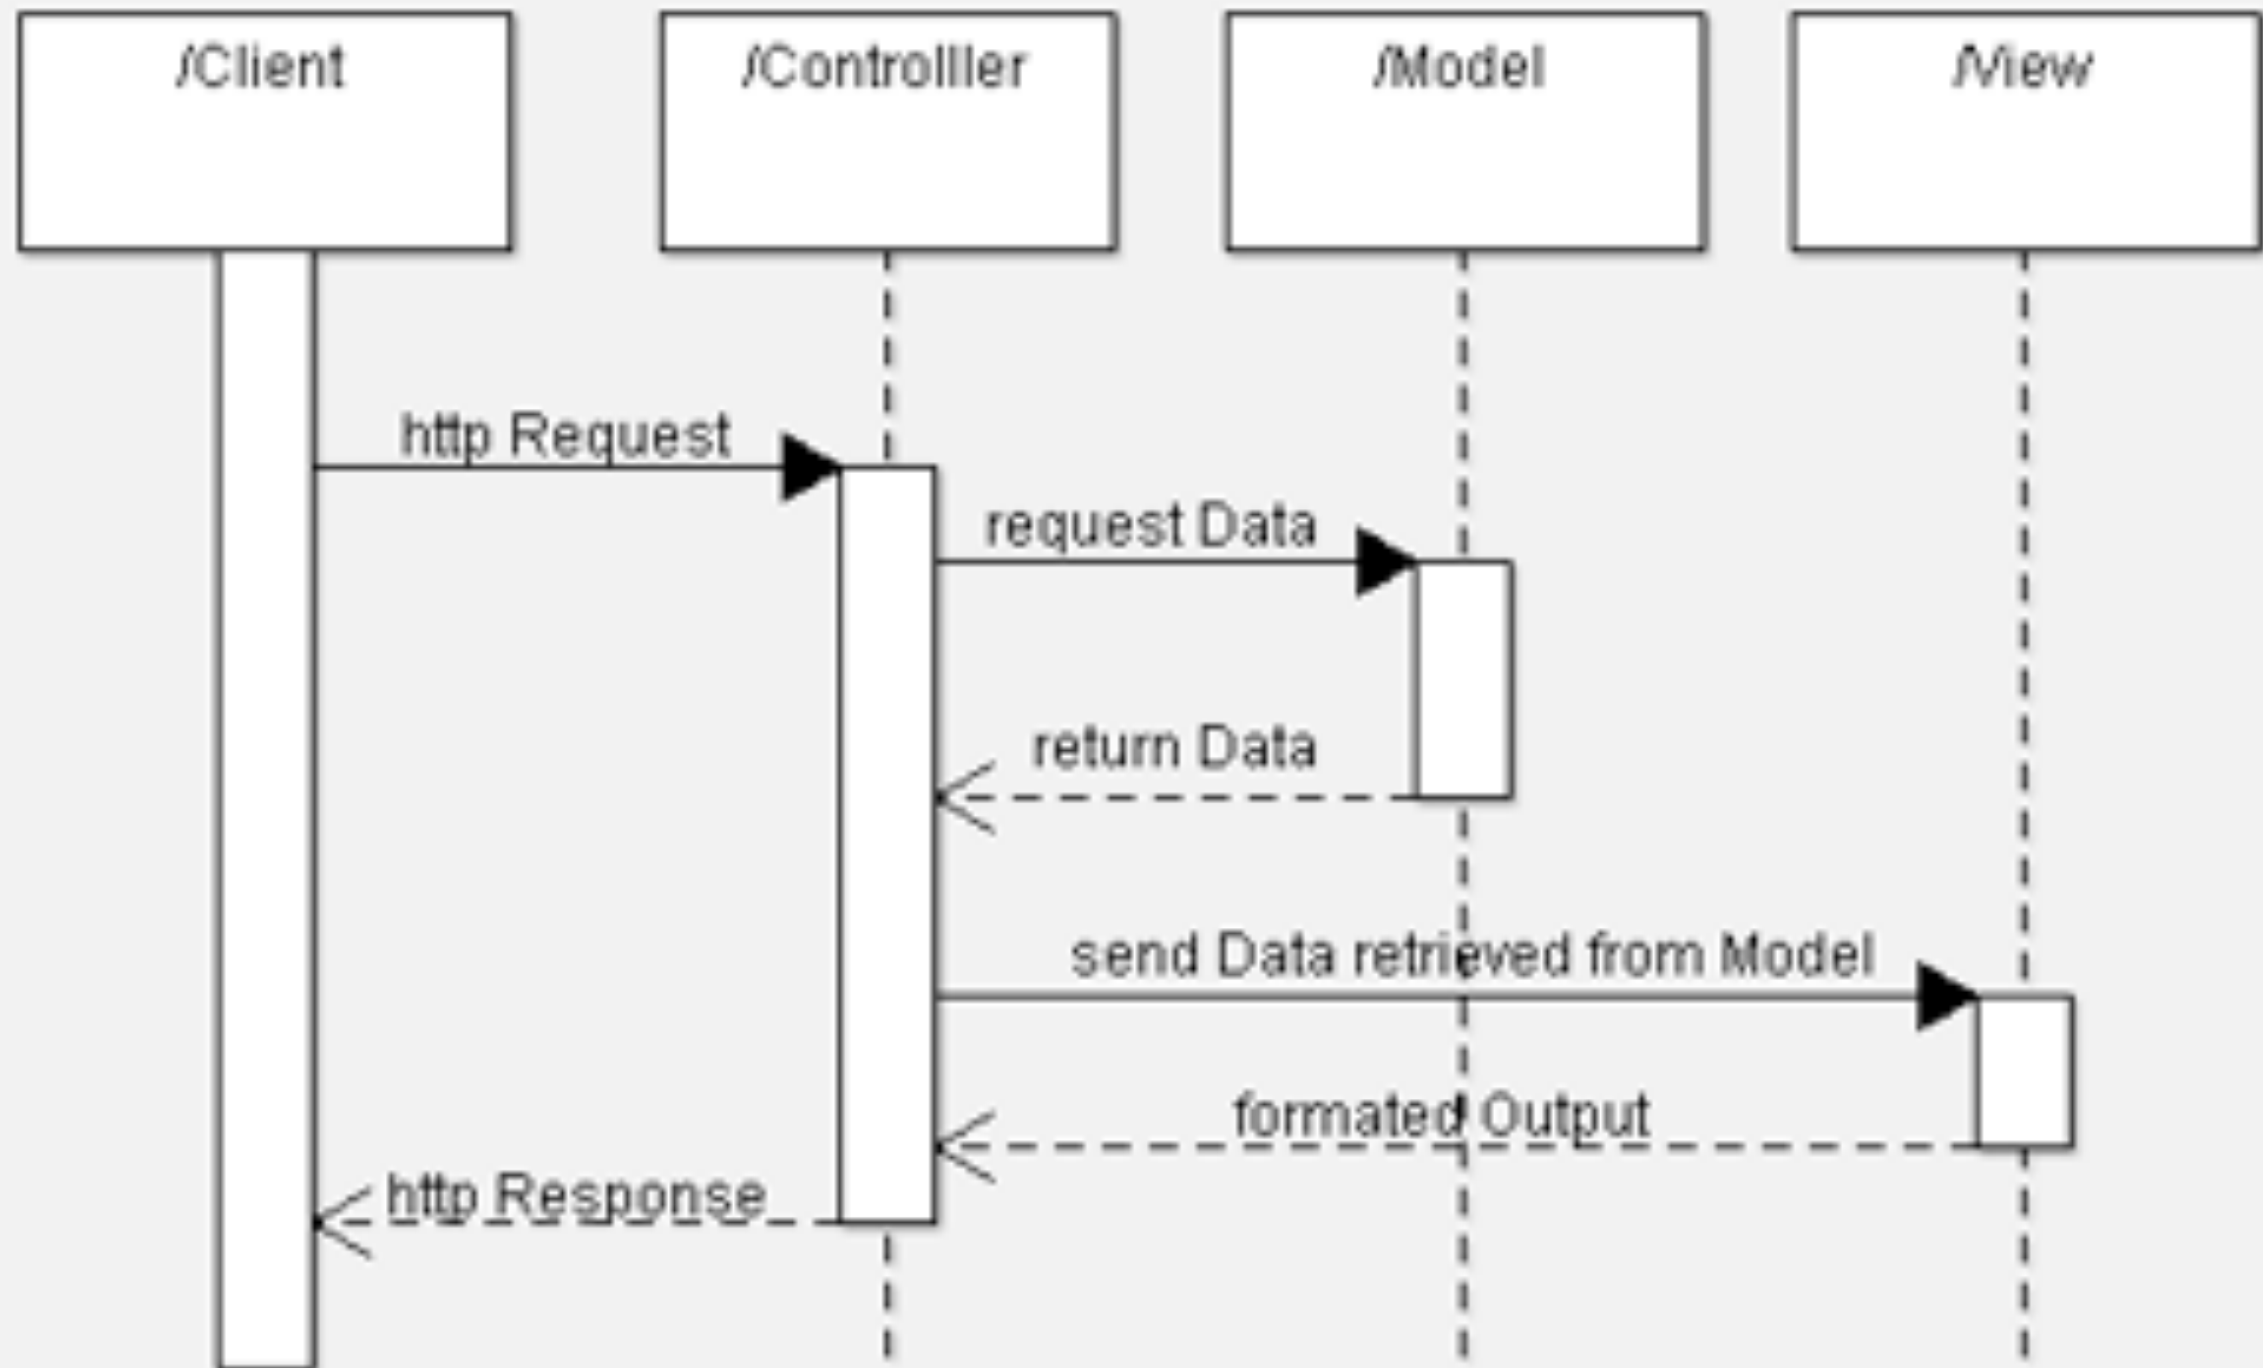 /Client
/Controlller
/Model
/View
http Request
request Data
return Data
send Data retrieved from Model
formated Output
http Response